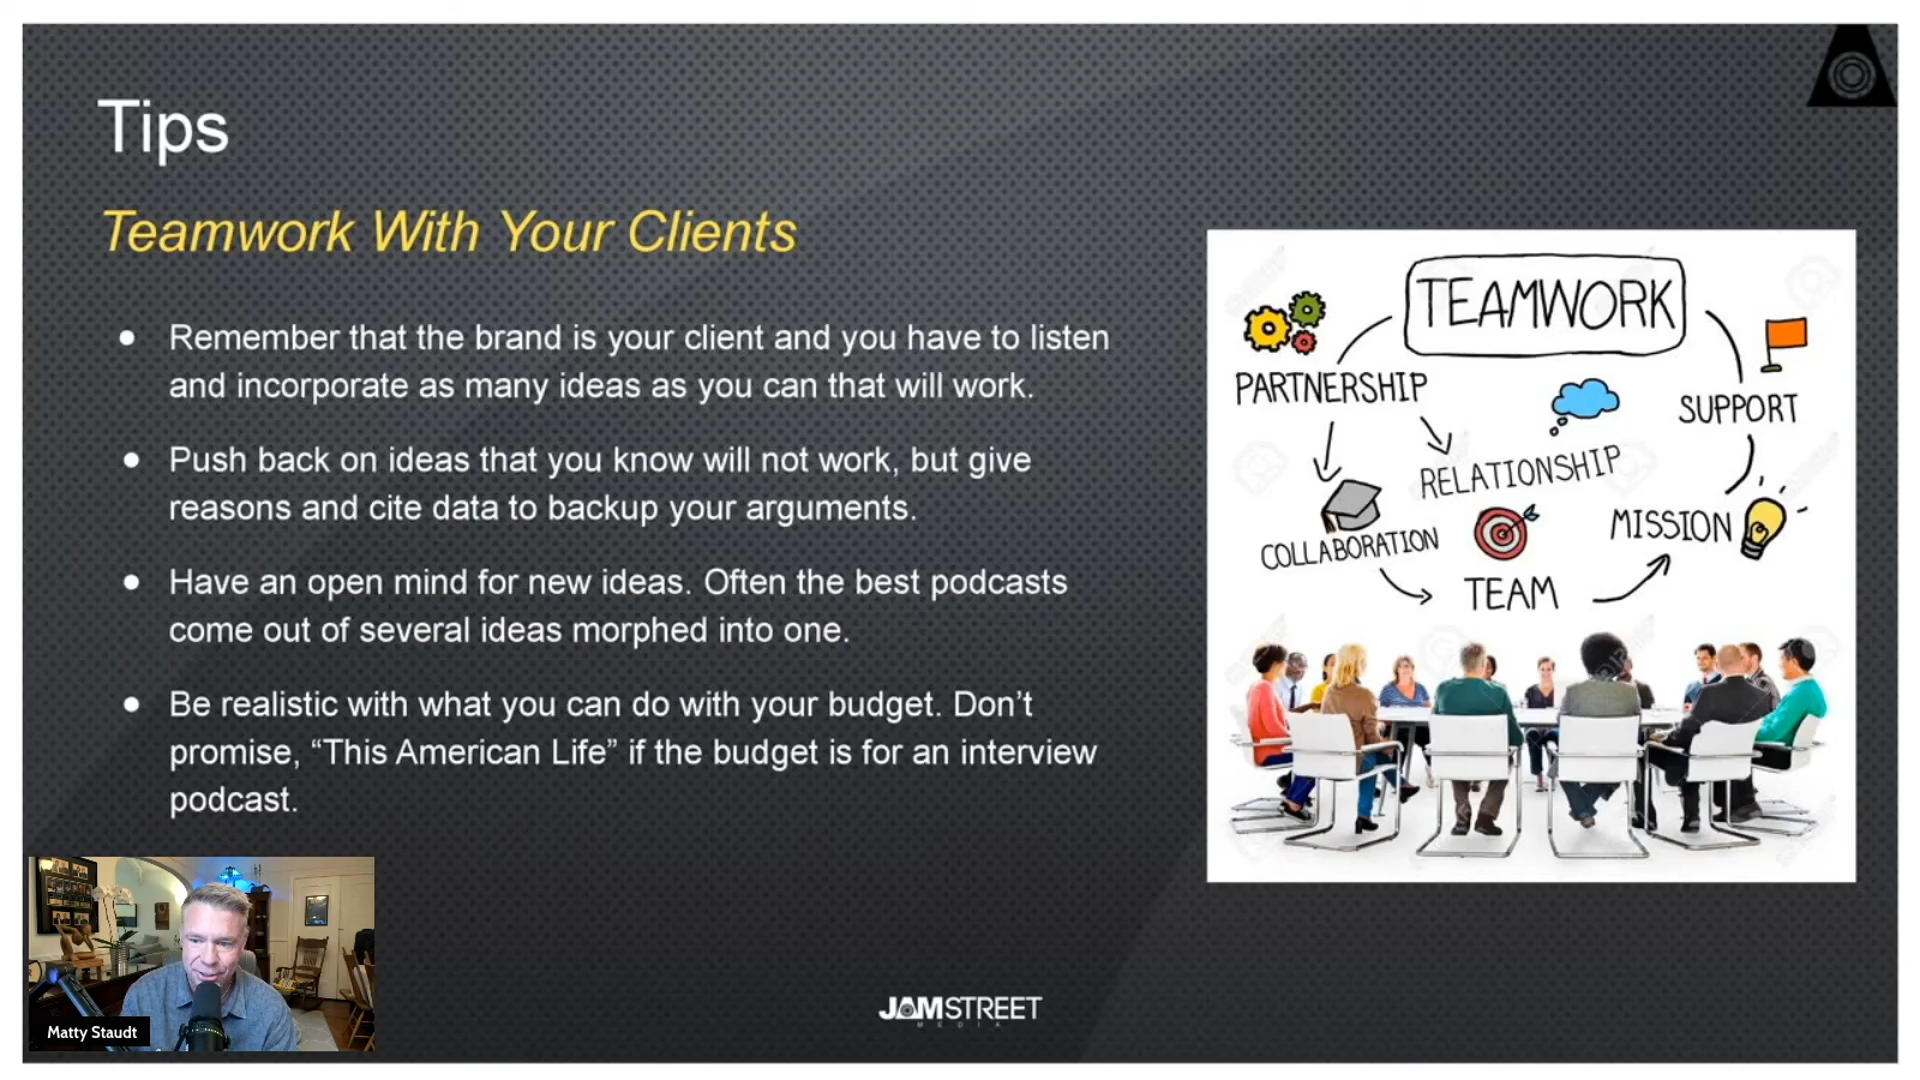 Tips
Teamwork With Your Clients
● Remember that the brand is your client and you have to listen
and incorporate as many ideas as you can that will work.
● Push back on ideas that you know will not work, but give
reasons and cite data to backup your arguments.
● Have an open mind for new ideas. Often the best podcasts
come out of several ideas morphed into one.
● Be realistic with what you can do with your budget. Don’t
promise, “This American Life” if the budget is for an interview
podcast.
TEAMWORK
PARTNERSHIP
SUPPORT
RELATIONSHIP
MISSION
COLLABORATION
TEAM
Matty Staudt
JAMSTREET
MEDIA